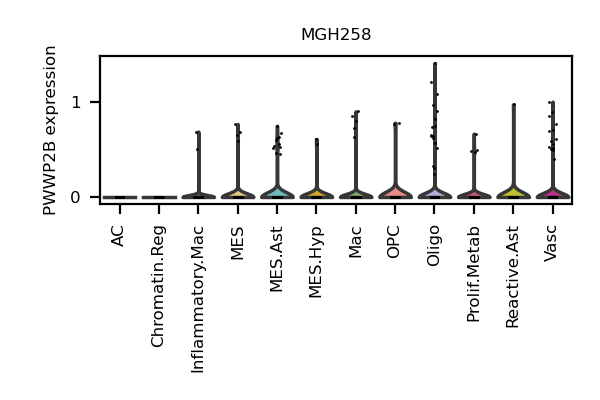 MGH258
PWWP2B expression
1
0
AC
Chromatin.Reg
Inflammatory.Mac
MES
MES.Ast
MES.Hyp
Mac
OPC
Oligo
Prolif.Metab
Reactive.Ast
Vasc